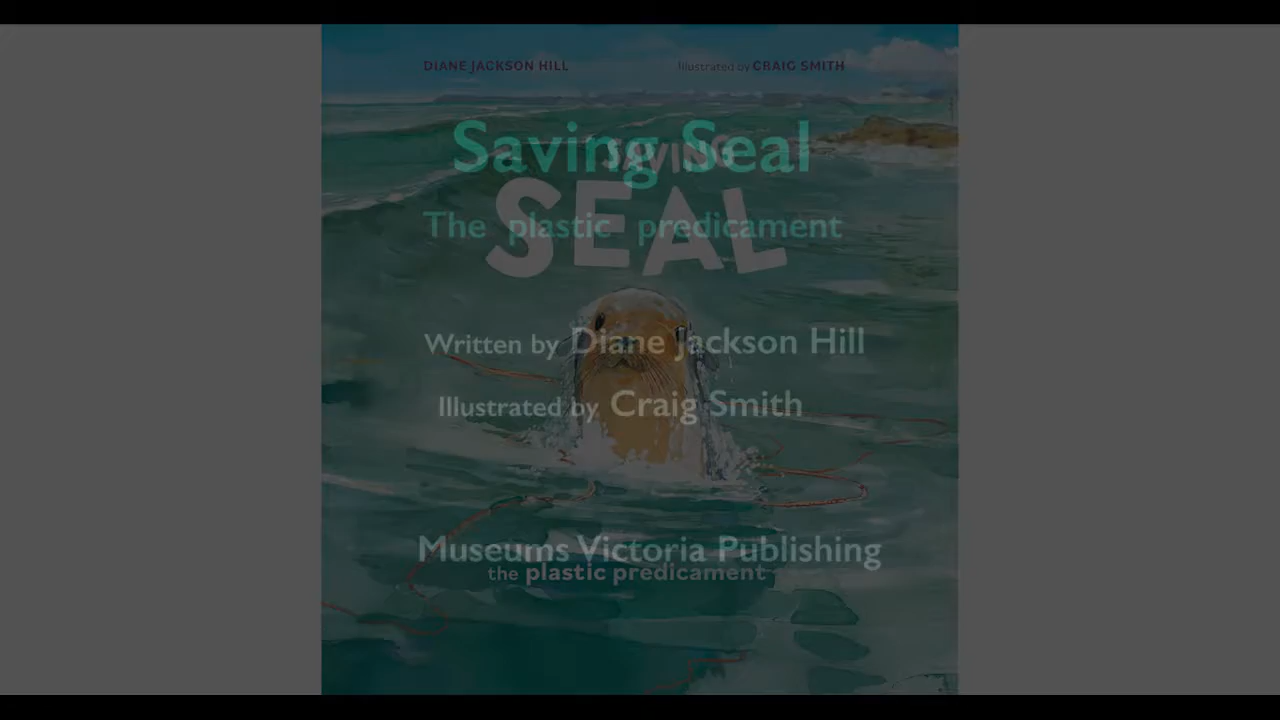 DIANE JACKSON HILL Illustrated by CRAIG SMITH
Saving Seal
SAVING
The plastic predicament
SEAL
Written by Diane Jackson Hill
Illustrated by Craig Smith
Museums Victoria Publishing
the plastic predicament